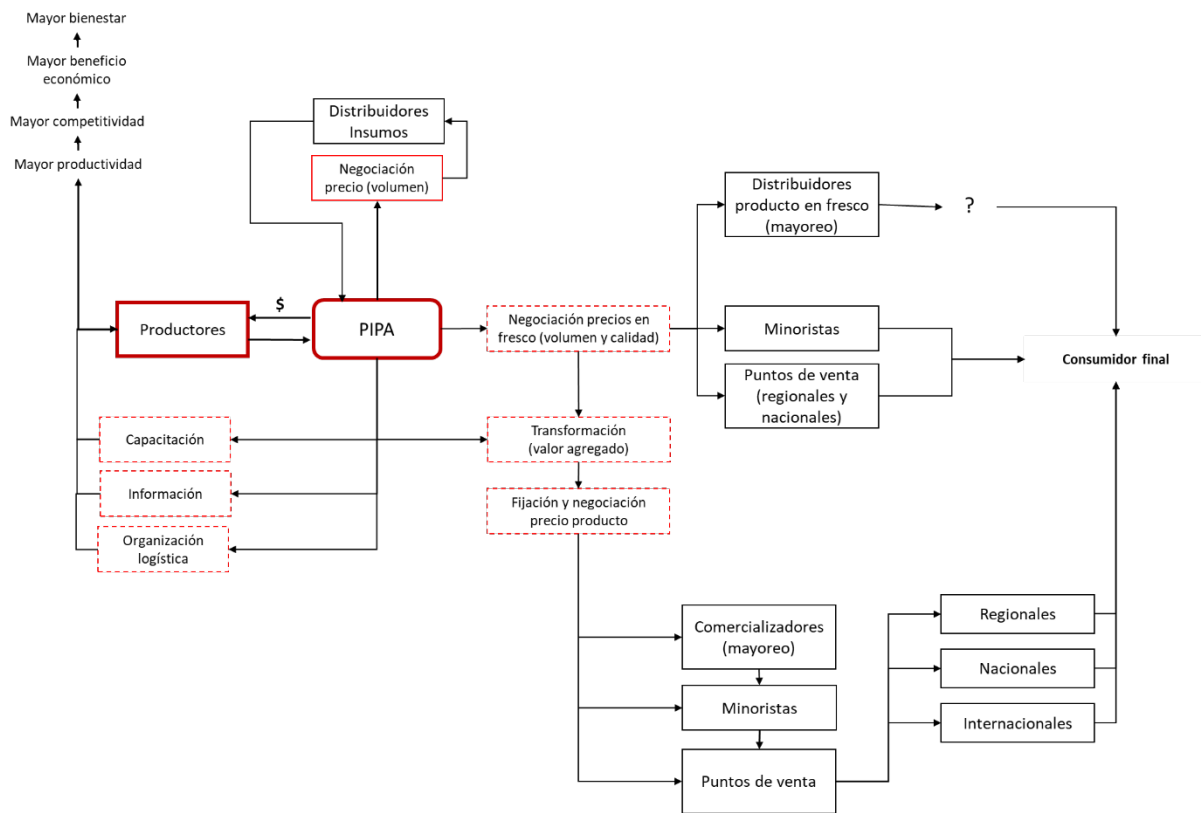 Mayor bienestar
Mayor beneficio
económico
Mayor competitividad
Mayor productividad
Distribuidores
Insumos
Negociación
precio (volumen)
Productores
$
PIPA
Capacitación
Información
Organización
logística
Negociación precios en
fresco (volumen y calidad)
Transformación
(valor agregado)
Fijación y negociación
precio producto
Distribuidores
producto en fresco
(mayoreo)
?
Minoristas
Puntos de venta
(regionales y
nacionales)
Consumidor final
Comercializadores
(mayoreo)
Minoristas
Puntos de venta
Regionales
Nacionales
Internacionales